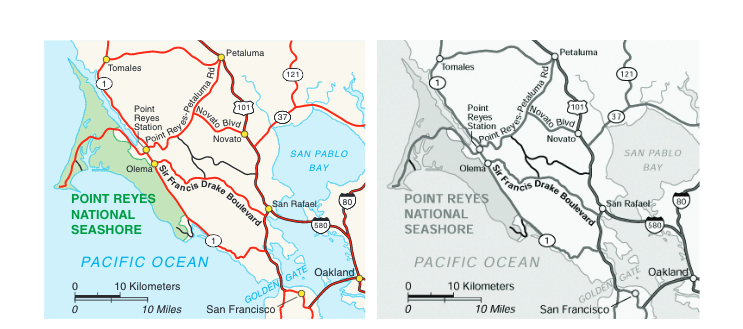 Petaluma
Tomales
121
1
Point
Reyes
Station
Point Reyes-Petaluma Rd
101
37
Novato Blvd
Novato
SAN PABLO
BAY
Olema
Sir Francis Drake Boulevard
POINT REYES
NATIONAL
SEASHORE
San Rafael
80
580
1
PACIFIC OCEAN
GOLDEN GATE
Oakland
0 10 Kilometers
0 10 Miles
San Francisco
Petaluma
Tomales
121
1
Point
Reyes
Station
Point Reyes-Petaluma Rd
101
37
Novato Blvd
Novato
SAN PABLO
BAY
Olema
Sir Francis Drake Boulevard
POINT REYES
NATIONAL
SEASHORE
San Rafael
80
580
1
PACIFIC OCEAN
GOLDEN GATE
Oakland
0 10 Kilometers
0 10 Miles
San Francisco